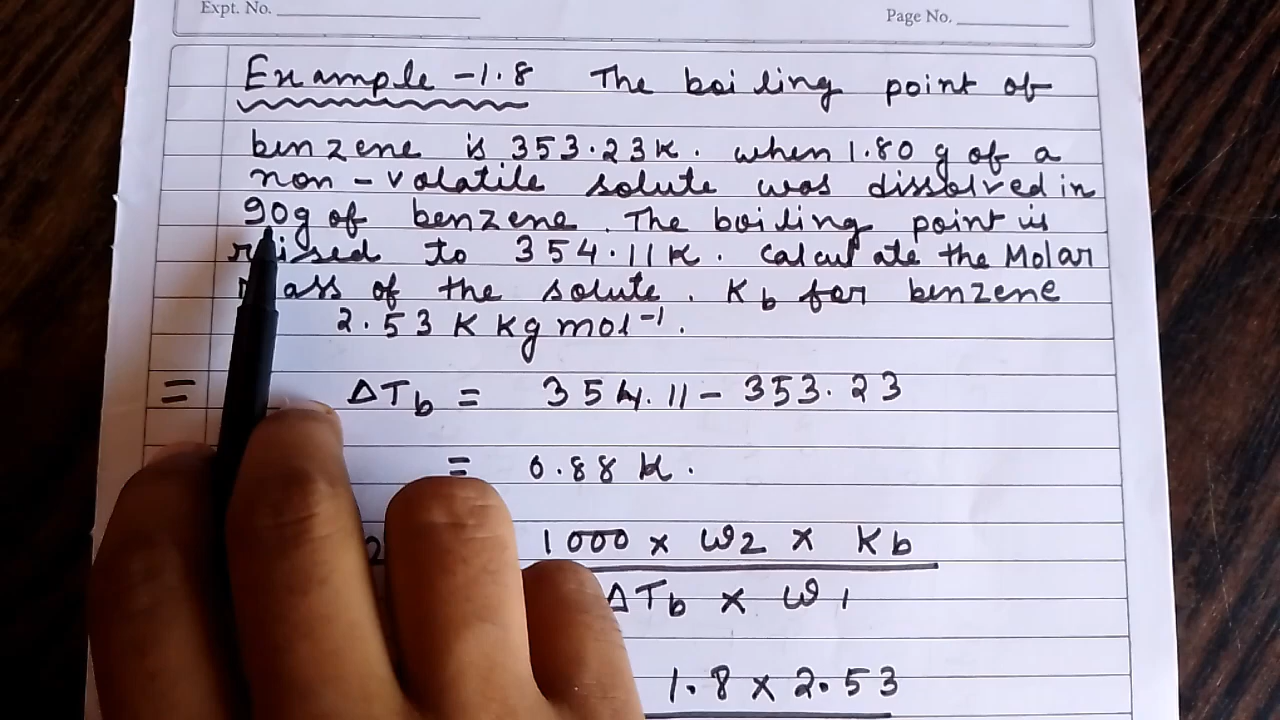 Expt. No.
Page No.
Example -1.8 The boiling point of
benzene is 353.23K. when 1.80 g of a
non-volatile solute was dissolved in
90g of benzene. The boiling point is
raised to 354.11K. Calculate the Molar
Mass of the solute. Kb for benzene
2.53 K Kg mol⁻¹.
= ΔTb = 354.11 - 353.23
= 0.88 K.
2 1000 × W2 × Kb
ΔTb × W1
1.8 × 2.53